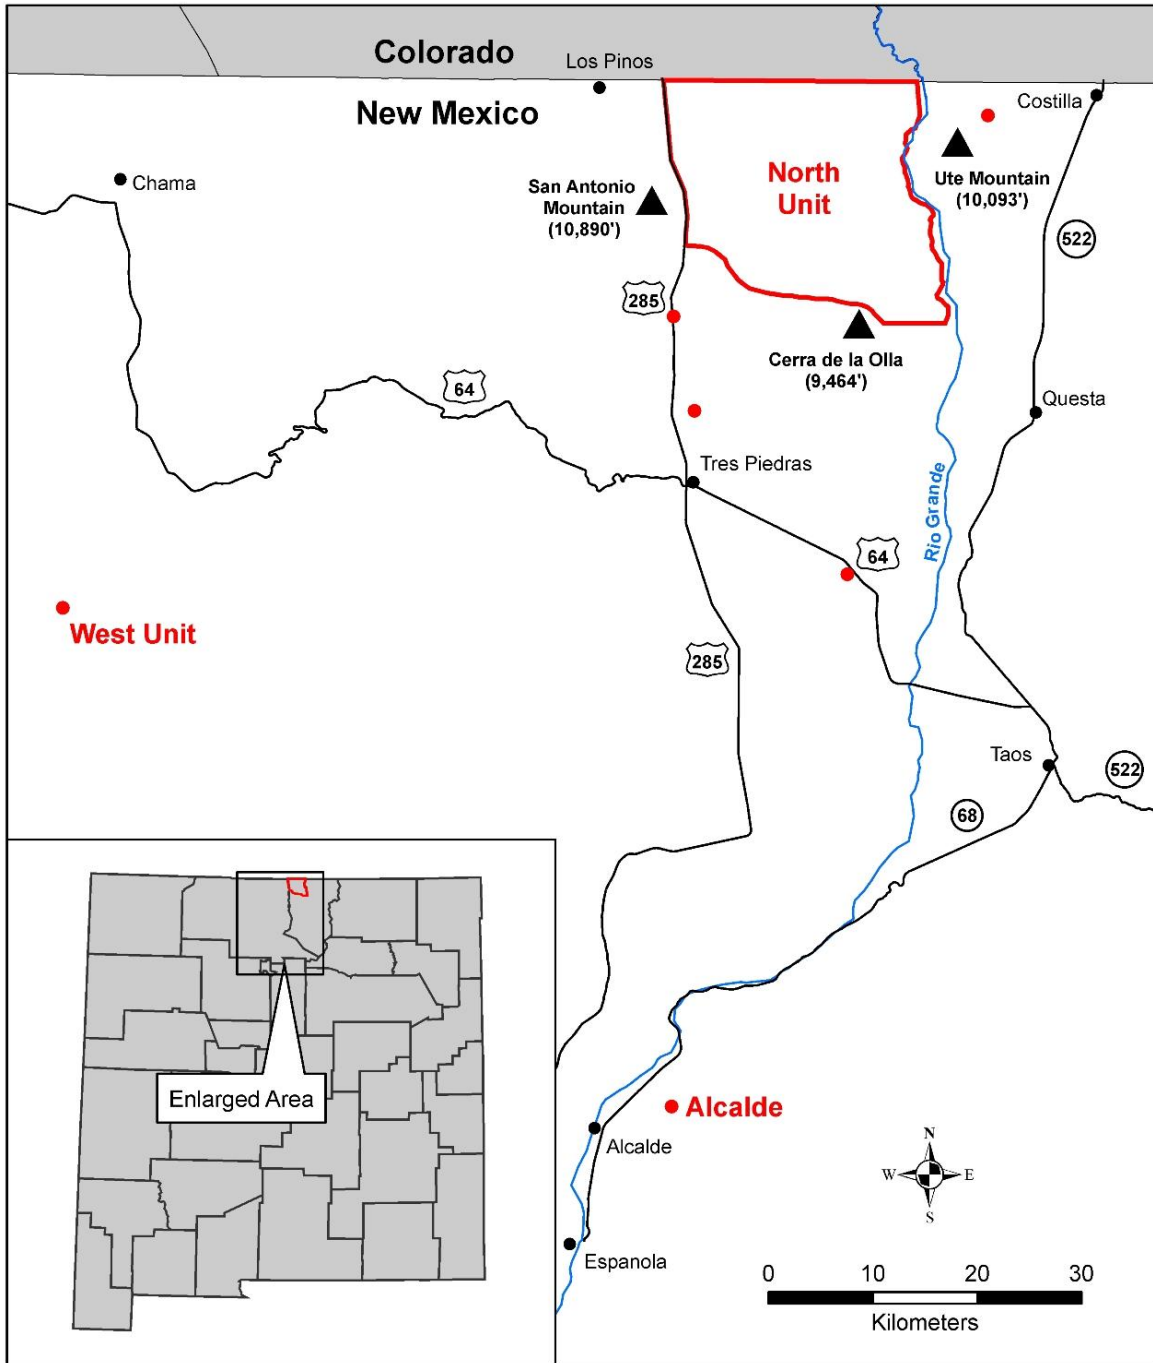 Colorado
Los Pinos
New Mexico
Costilla
Chama
North
Unit
Ute Mountain
(10,093')
San Antonio
Mountain
(10,890')
522
285
Cerra de la Olla
(9,464')
64
Questa
Tres Piedras
Rio Grande
64
West Unit
285
Taos
522
68
Enlarged Area
Alcalde
Alcalde
N
W E
S
Espanola
0 10 20 30
Kilometers